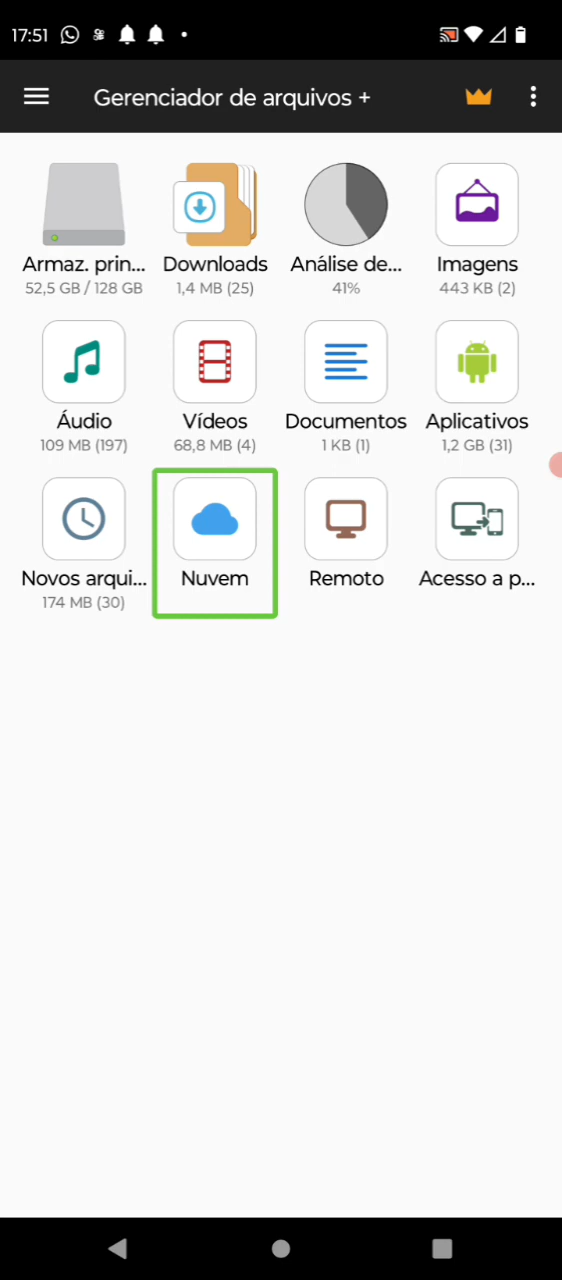 17:51
Gerenciador de arquivos +
Armaz. prin... Downloads Análise de... Imagens
52,5 GB / 128 GB 1,4 MB (25) 41% 443 KB (2)
Áudio Vídeos Documentos Aplicativos
109 MB (197) 68,8 MB (4) 1 KB (1) 1,2 GB (31)
Novos arqui... Nuvem Remoto Acesso a p...
174 MB (30)